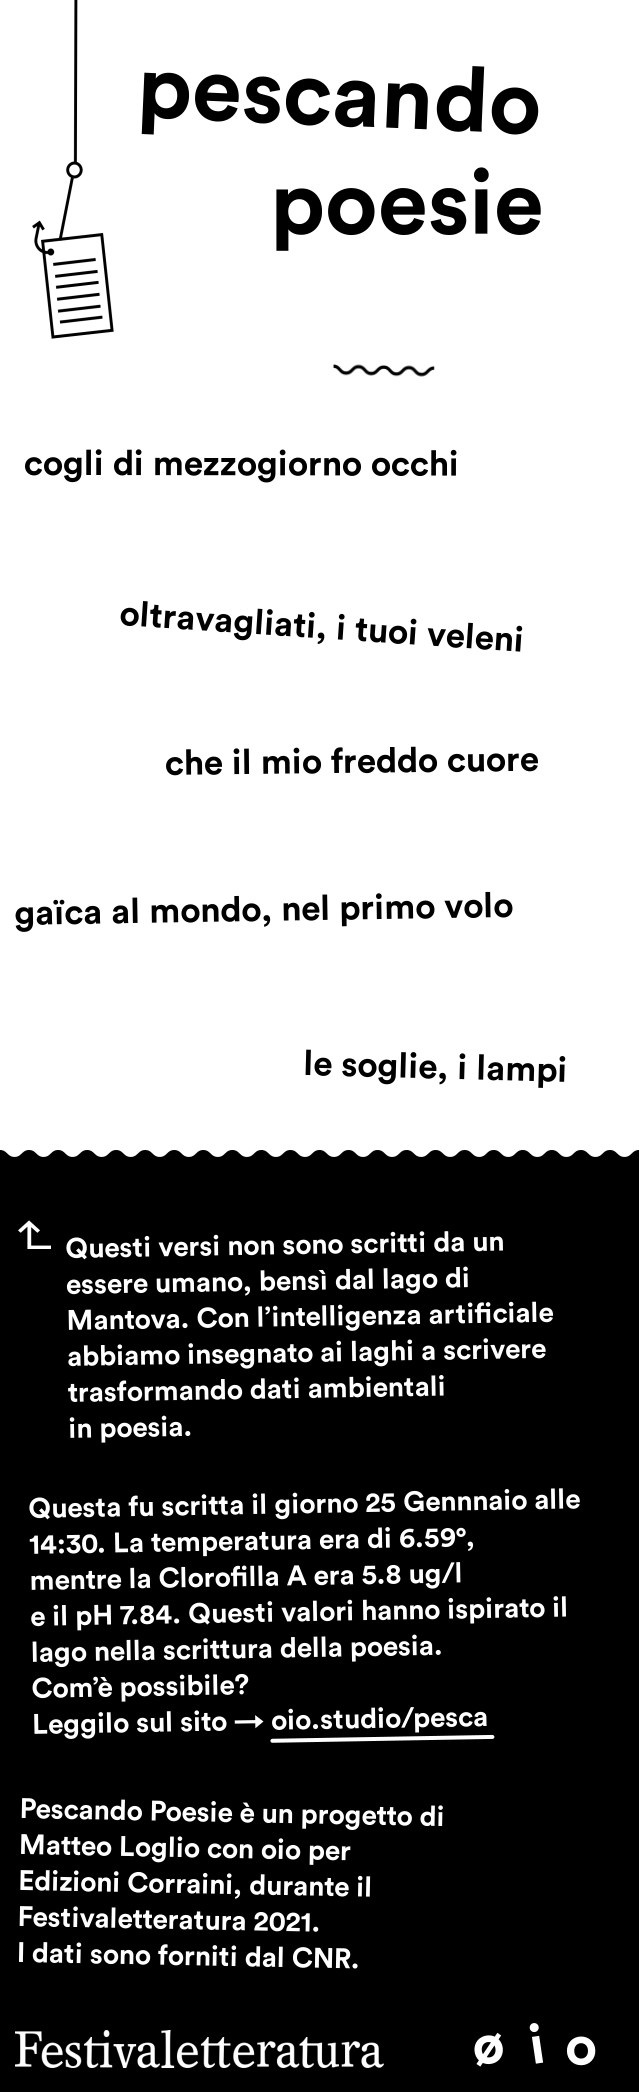 pescando
poesie
cogli di mezzogiorno occhi
oltravagliati, i tuoi veleni
che il mio freddo cuore
gaïca al mondo, nel primo volo
le soglie, i lampi
Questi versi non sono scritti da un
essere umano, bensì dal lago di
Mantova. Con l’intelligenza artificiale
abbiamo insegnato ai laghi a scrivere
trasformando dati ambientali
in poesia.
Questa fu scritta il giorno 25 Gennnaio alle
14:30. La temperatura era di 6.59°,
mentre la Clorofilla A era 5.8 ug/l
e il pH 7.84. Questi valori hanno ispirato il
lago nella scrittura della poesia.
Com’è possibile?
Leggilo sul sito → oio.studio/pesca
Pescando Poesie è un progetto di
Matteo Loglio con oio per
Edizioni Corraini, durante il
Festivaletteratura 2021.
I dati sono forniti dal CNR.
Festivaletteratura øio